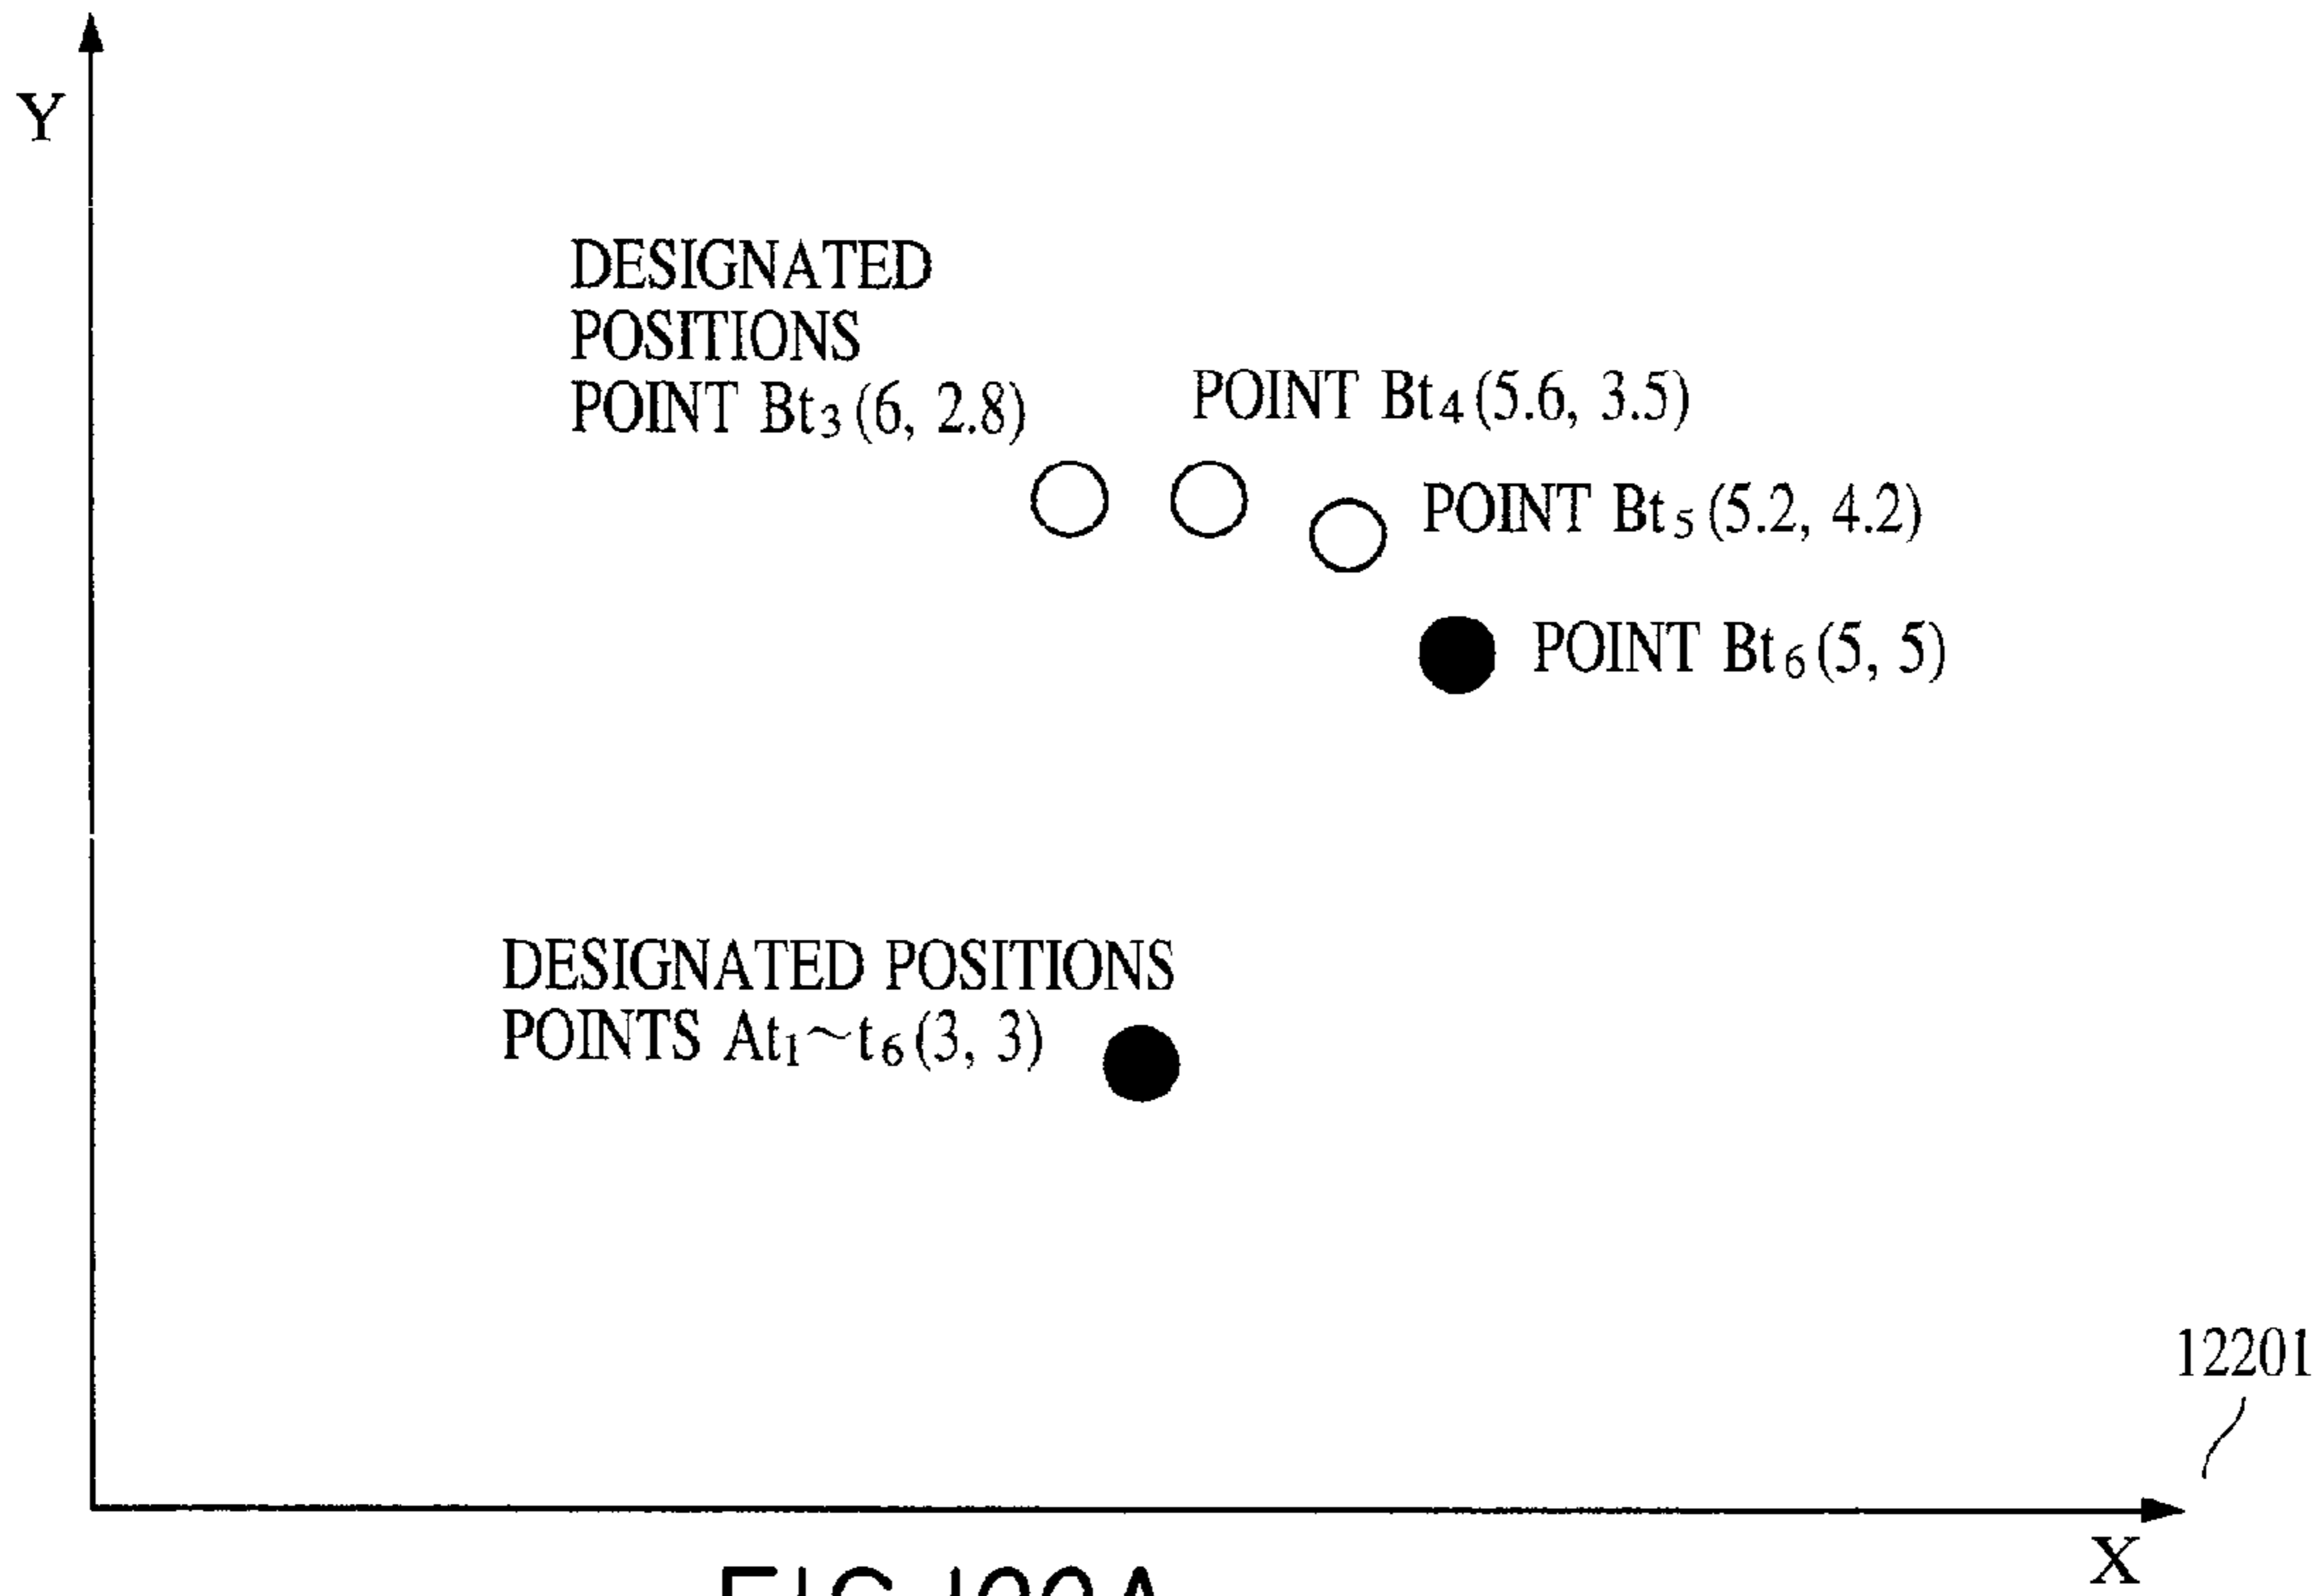 Y
DESIGNATED
POSITIONS
POINT Bt₃(6, 2.8)
POINT Bt₄(5.6, 3.5)
POINT Bt₅(5.2, 4.2)
POINT Bt₆(5, 5)
DESIGNATED POSITIONS
POINTS At₁~t₆(3, 3)
12201
X